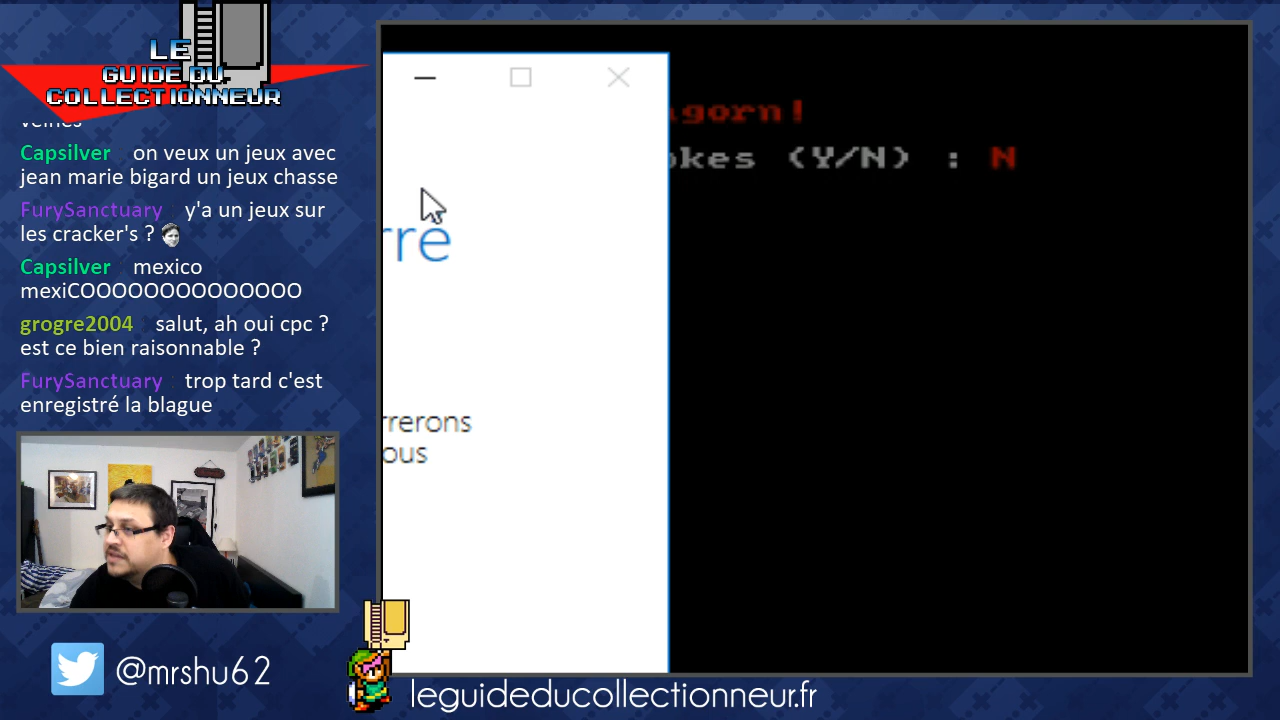 LE
GUIDE DU
COLLECTIONNEUR
veines
Capsilver on veux un jeux avec
jean marie bigard un jeux chasse
FurySanctuary : y'a un jeux sur
les cracker's ?
Capsilver mexico
mexiCOOOOOOOOOOOOOO
grogre2004 salut, ah oui cpc ?
est ce bien raisonnable ?
FurySanctuary : trop tard c'est
enregistré la blague
@mrshu62
rre
rrerons
ous
gorn!
okes (Y/N) : N
leguideducollectionneur.fr